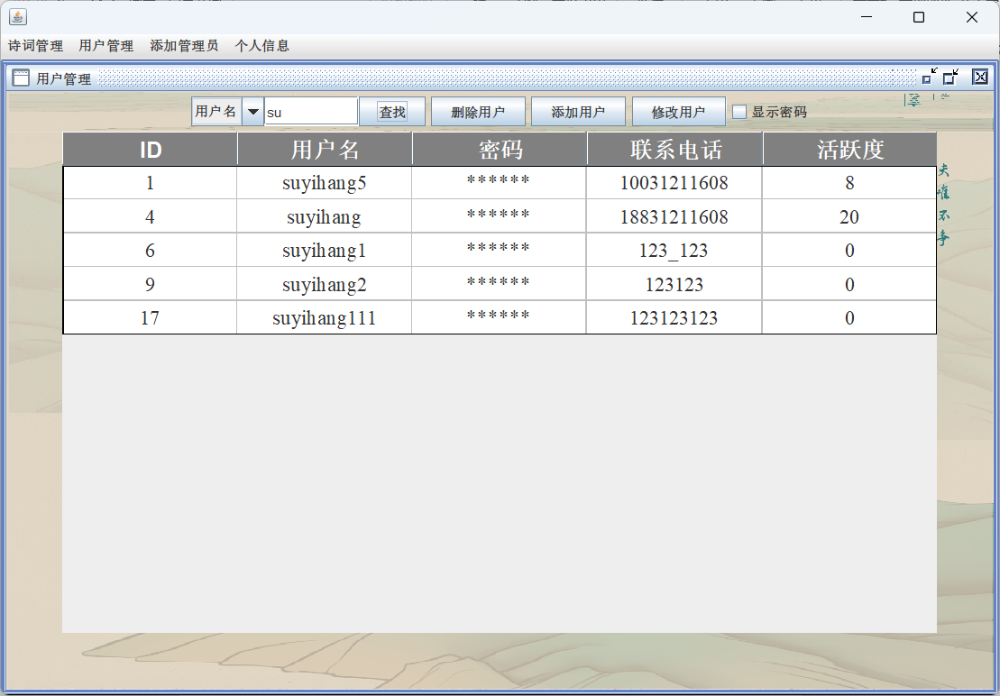 诗词管理 用户管理 添加管理员 个人信息
用户管理
用户名 su 查找 删除用户 添加用户 修改用户 显示密码
ID 用户名 密码 联系电话 活跃度
1 suyihang5 ****** 10031211608 8
4 suyihang ****** 18831211608 20
6 suyihang1 ****** 123_123 0
9 suyihang2 ****** 123123 0
17 suyihang111 ****** 123123123 0
夫唯不争